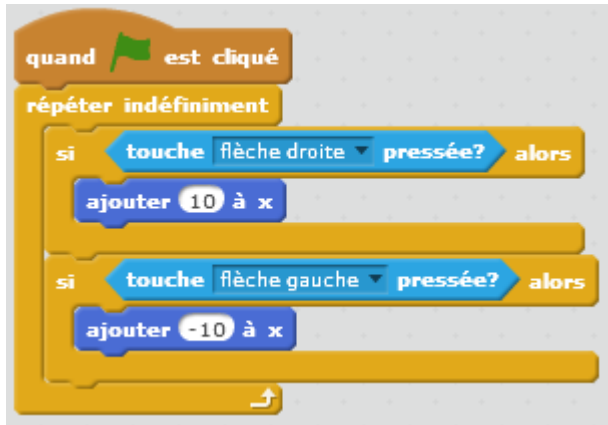 quand est cliqué
répéter indéfiniment
si touche flèche droite pressée? alors
ajouter 10 à x
si touche flèche gauche pressée? alors
ajouter -10 à x